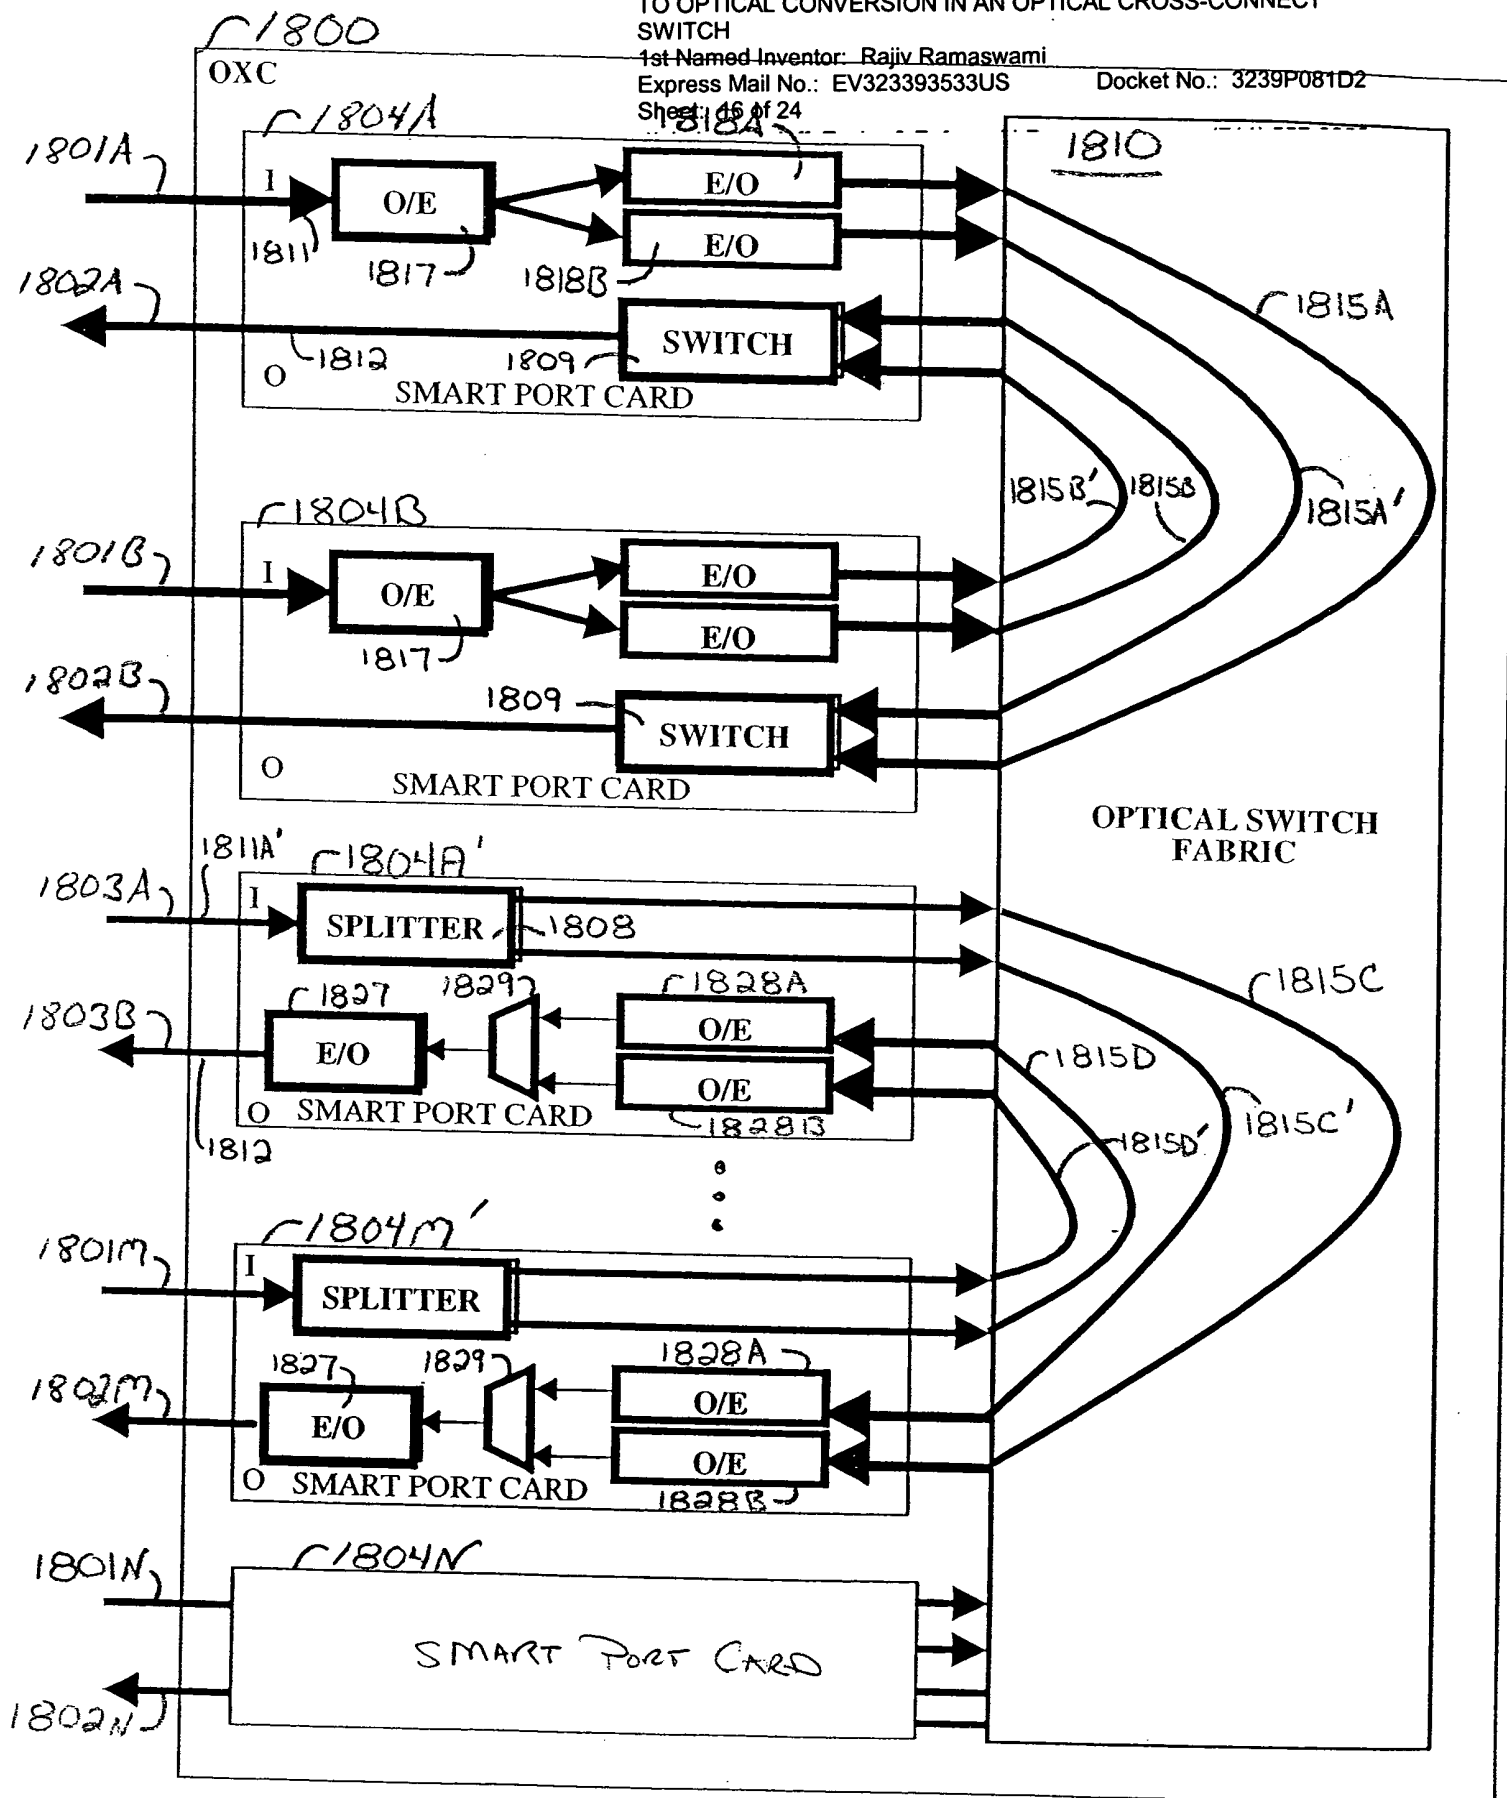 TO OPTICAL CONVERSION IN AN OPTICAL CROSS-CONNECT
SWITCH
1st Named Inventor: Rajiv Ramaswami
Express Mail No.: EV323393533US Docket No.: 3239P081D2
Sheet: 16 of 24
1800
OXC
1804A
1818A
1810
1801A
I
O/E
E/O
1811
1817
1818B
E/O
1802A
1815A
1812
1809
SWITCH
O
SMART PORT CARD
1815B'
1815B
1815A'
1804B
1801B
I
O/E
E/O
E/O
1817
1802B
1809
SWITCH
O
SMART PORT CARD
OPTICAL SWITCH
FABRIC
1811A'
1804A'
1803A
I
SPLITTER
1808
1815C
1827
1829
1828A
1803B
E/O
O/E
1815D
O/E
O
SMART PORT CARD
1828B
1815D'
1815C'
1812
1804M'
1801M
I
SPLITTER
1827
1829
1828A
1802M
E/O
O/E
O/E
O
SMART PORT CARD
1828B
1804N
1801N
SMART PORT CARD
1802N